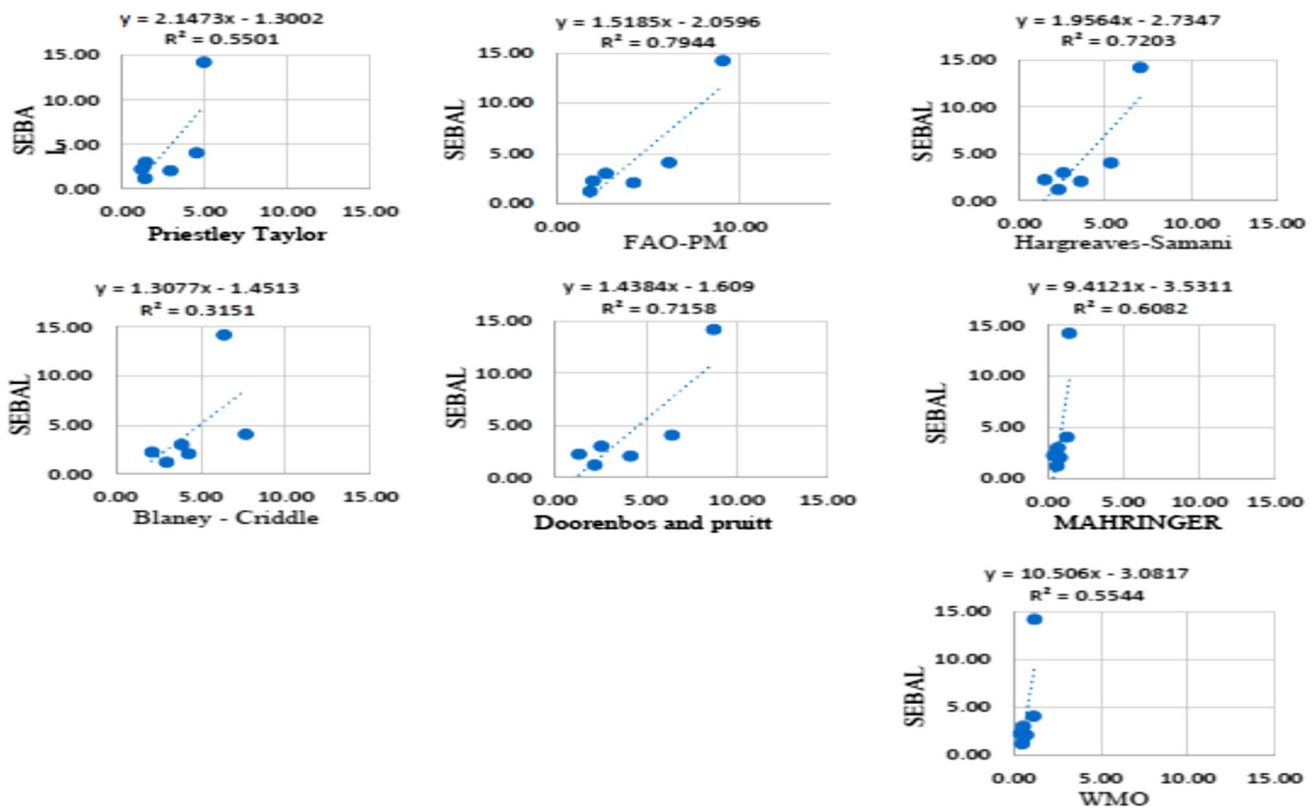 y = 2.1473x - 1.3002
R² = 0.5501
15.00
10.00
5.00
0.00
SEBA
L
0.00 5.00 10.00 15.00
Priestley Taylor
y = 1.5185x - 2.0596
R² = 0.7944
15.00
10.00
5.00
0.00
SEBAL
0.00 10.00
FAO-PM
y = 1.9564x - 2.7347
R² = 0.7203
15.00
10.00
5.00
0.00
SEBAL
0.00 5.00 10.00 15.00
Hargreaves-Samani
y = 1.3077x - 1.4513
R² = 0.3151
15.00
10.00
5.00
0.00
SEBAL
0.00 5.00 10.00 15.00
Blaney - Criddle
y = 1.4384x - 1.609
R² = 0.7158
15.00
10.00
5.00
0.00
SEBAL
0.00 5.00 10.00 15.00
Doorenbos and pruitt
y = 9.4121x - 3.5311
R² = 0.6082
15.00
10.00
5.00
0.00
SEBAL
0.00 5.00 10.00 15.00
MAHRINGER
y = 10.506x - 3.0817
R² = 0.5544
15.00
10.00
5.00
0.00
SEBAL
0.00 5.00 10.00 15.00
WMO